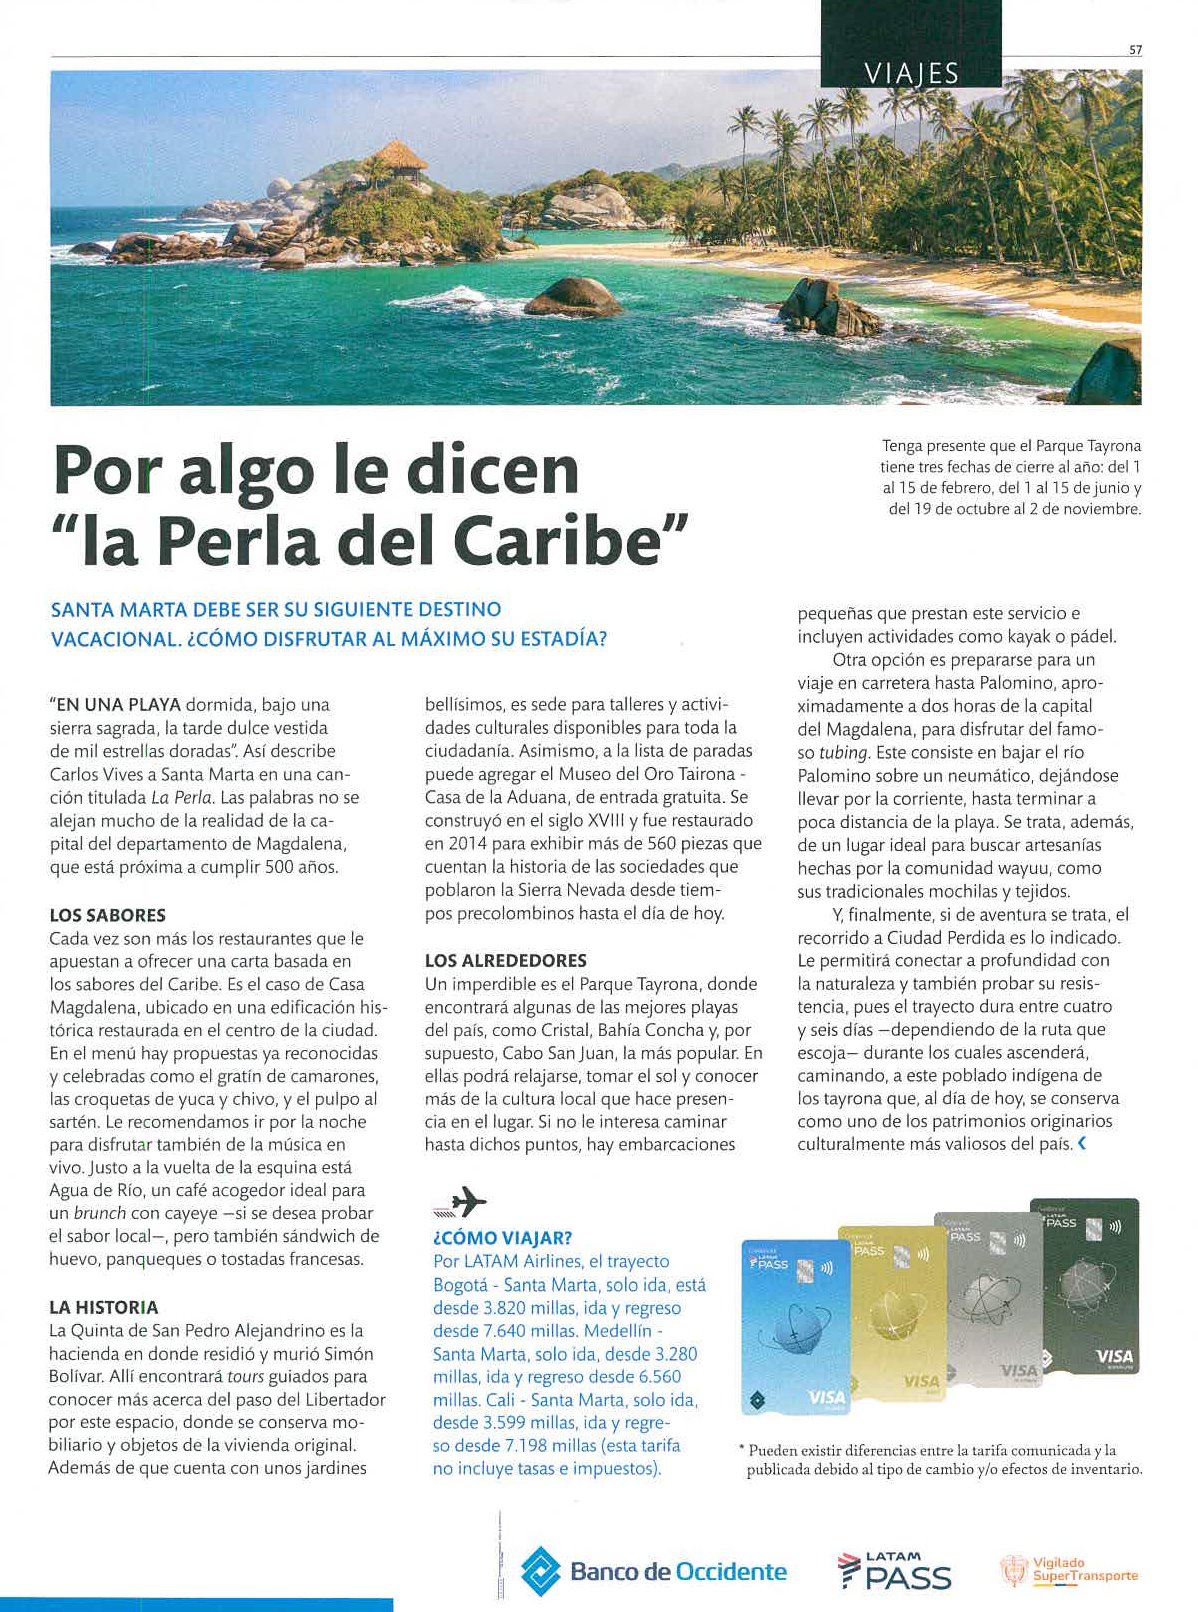 57
VIAJES
Por algo le dicen
“la Perla del Caribe”
Tenga presente que el Parque Tayrona
tiene tres fechas de cierre al año: del 1
al 15 de febrero, del 1 al 15 de junio y
del 19 de octubre al 2 de noviembre.
SANTA MARTA DEBE SER SU SIGUIENTE DESTINO
VACACIONAL. ¿CÓMO DISFRUTAR AL MÁXIMO SU ESTADÍA?
“EN UNA PLAYA dormida, bajo una
sierra sagrada, la tarde dulce vestida
de mil estrellas doradas”. Así describe
Carlos Vives a Santa Marta en una can-
ción titulada La Perla. Las palabras no se
alejan mucho de la realidad de la ca-
pital del departamento de Magdalena,
que está próxima a cumplir 500 años.
LOS SABORES
Cada vez son más los restaurantes que le
apuestan a ofrecer una carta basada en
los sabores del Caribe. Es el caso de Casa
Magdalena, ubicado en una edificación his-
tórica restaurada en el centro de la ciudad.
En el menú hay propuestas ya reconocidas
y celebradas como el gratín de camarones,
las croquetas de yuca y chivo, y el pulpo al
sartén. Le recomendamos ir por la noche
para disfrutar también de la música en
vivo. Justo a la vuelta de la esquina está
Agua de Río, un café acogedor ideal para
un brunch con cayeye —si se desea probar
el sabor local—, pero también sándwich de
huevo, panqueques o tostadas francesas.
LA HISTORIA
La Quinta de San Pedro Alejandrino es la
hacienda en donde residió y murió Simón
Bolívar. Allí encontrará tours guiados para
conocer más acerca del paso del Libertador
por este espacio, donde se conserva mo-
biliario y objetos de la vivienda original.
Además de que cuenta con unos jardines
bellísimos, es sede para talleres y activi-
dades culturales disponibles para toda la
ciudadanía. Asimismo, a la lista de paradas
puede agregar el Museo del Oro Tairona -
Casa de la Aduana, de entrada gratuita. Se
construyó en el siglo XVIII y fue restaurado
en 2014 para exhibir más de 560 piezas que
cuentan la historia de las sociedades que
poblaron la Sierra Nevada desde tiem-
pos precolombinos hasta el día de hoy.
LOS ALREDEDORES
Un imperdible es el Parque Tayrona, donde
encontrará algunas de las mejores playas
del país, como Cristal, Bahía Concha y, por
supuesto, Cabo San Juan, la más popular. En
ellas podrá relajarse, tomar el sol y conocer
más de la cultura local que hace presen-
cia en el lugar. Si no le interesa caminar
hasta dichos puntos, hay embarcaciones
pequeñas que prestan este servicio e
incluyen actividades como kayak o pádel.
Otra opción es prepararse para un
viaje en carretera hasta Palomino, apro-
ximadamente a dos horas de la capital
del Magdalena, para disfrutar del famo-
so tubing. Este consiste en bajar el río
Palomino sobre un neumático, dejándose
llevar por la corriente, hasta terminar a
poca distancia de la playa. Se trata, además,
de un lugar ideal para buscar artesanías
hechas por la comunidad wayuu, como
sus tradicionales mochilas y tejidos.
Y, finalmente, si de aventura se trata, el
recorrido a Ciudad Perdida es lo indicado.
Le permitirá conectar a profundidad con
la naturaleza y también probar su resis-
tencia, pues el trayecto dura entre cuatro
y seis días —dependiendo de la ruta que
escoja— durante los cuales ascenderá,
caminando, a este poblado indígena de
los tayrona que, al día de hoy, se conserva
como uno de los patrimonios originarios
culturalmente más valiosos del país.
¿CÓMO VIAJAR?
Por LATAM Airlines, el trayecto
Bogotá - Santa Marta, solo ida, está
desde 3.820 millas, ida y regreso
desde 7.640 millas. Medellín -
Santa Marta, solo ida, desde 3.280
millas, ida y regreso desde 6.560
millas. Cali - Santa Marta, solo ida,
desde 3.599 millas, ida y regre-
so desde 7.198 millas (esta tarifa
no incluye tasas e impuestos).
LATAM PASS
VISA
LATAM PASS
VISA
LATAM PASS
VISA
LATAM PASS
VISA
* Pueden existir diferencias entre la tarifa comunicada y la
publicada debido al tipo de cambio y/o efectos de inventario.
Banco de Occidente
LATAM
PASS
Vigilado
SuperTransporte